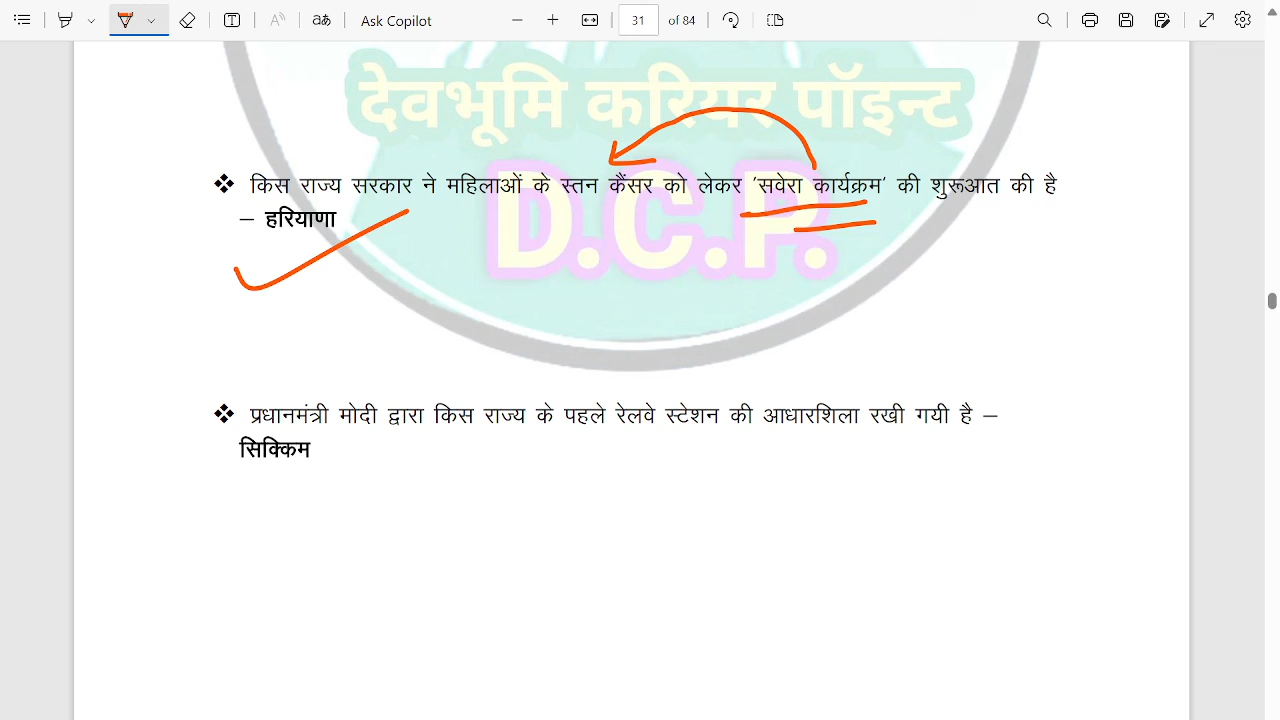 Ask Copilot
31 of 84
देवभूमि करियर पॉइन्ट
D.C.P.
❖ किस राज्य सरकार ने महिलाओं के स्तन कैंसर को लेकर 'सवेरा कार्यक्रम' की शुरूआत की है
– हरियाणा
❖ प्रधानमंत्री मोदी द्वारा किस राज्य के पहले रेलवे स्टेशन की आधारशिला रखी गयी है –
सिक्किम